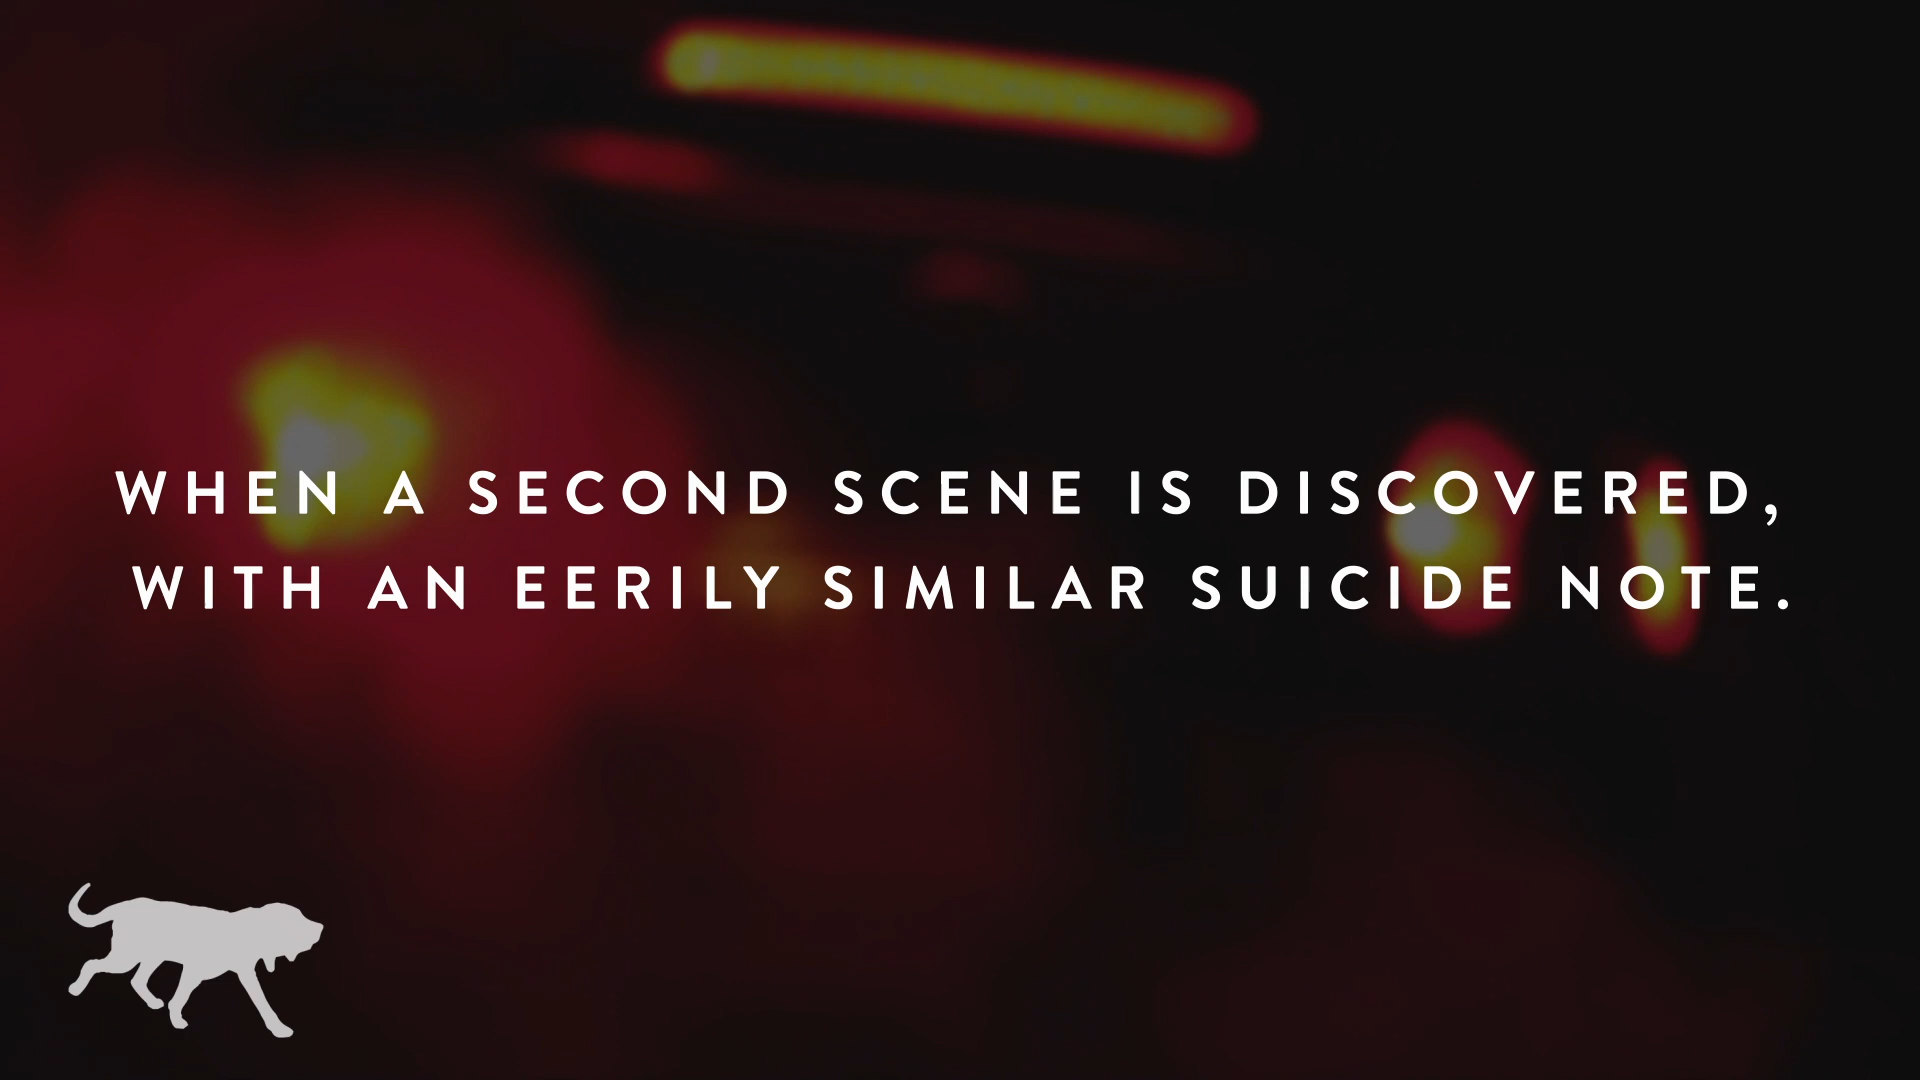 WHEN A SECOND SCENE IS DISCOVERED,
WITH AN EERILY SIMILAR SUICIDE NOTE.